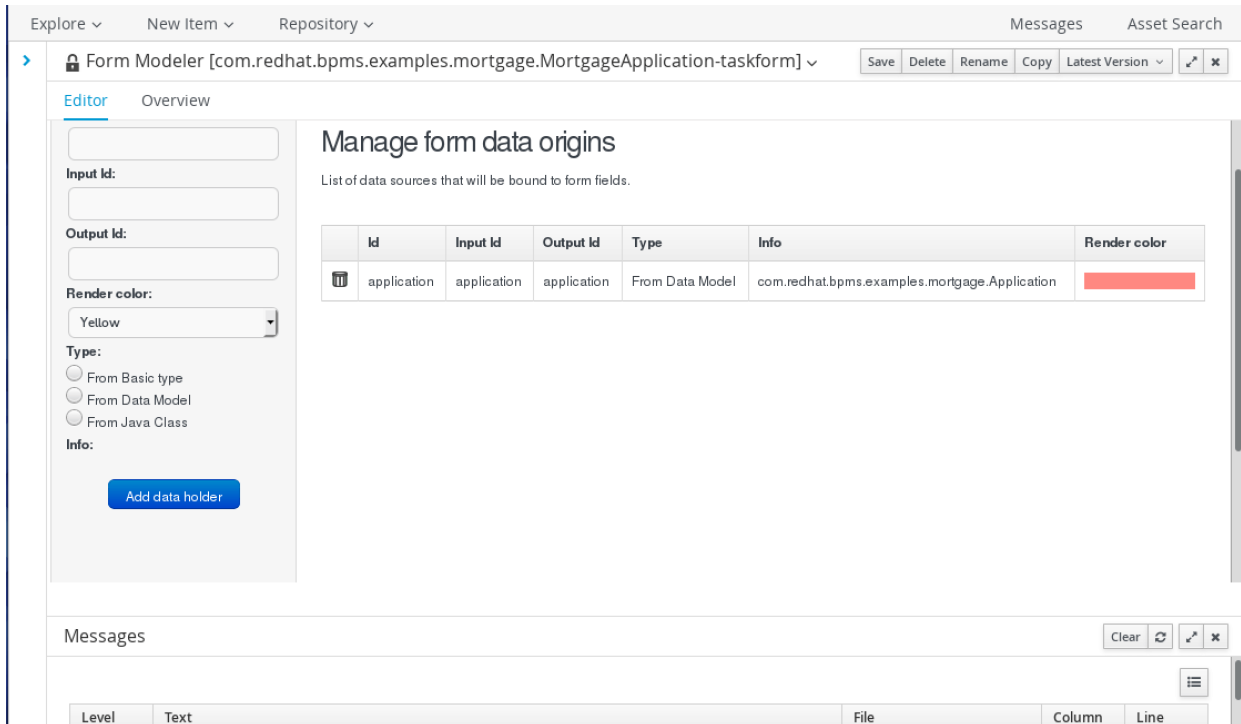 Explore New Item Repository Messages Asset Search
Form Modeler [com.redhat.bpms.examples.mortgage.MortgageApplication-taskform] Save Delete Rename Copy Latest Version
Editor Overview
Manage form data origins
Input Id:
List of data sources that will be bound to form fields.
Output Id:
Id Input Id Output Id Type Info Render color
application application application From Data Model com.redhat.bpms.examples.mortgage.Application
Render color:
Yellow
Type:
From Basic type
From Data Model
From Java Class
Info:
Add data holder
Messages Clear
Level Text File Column Line